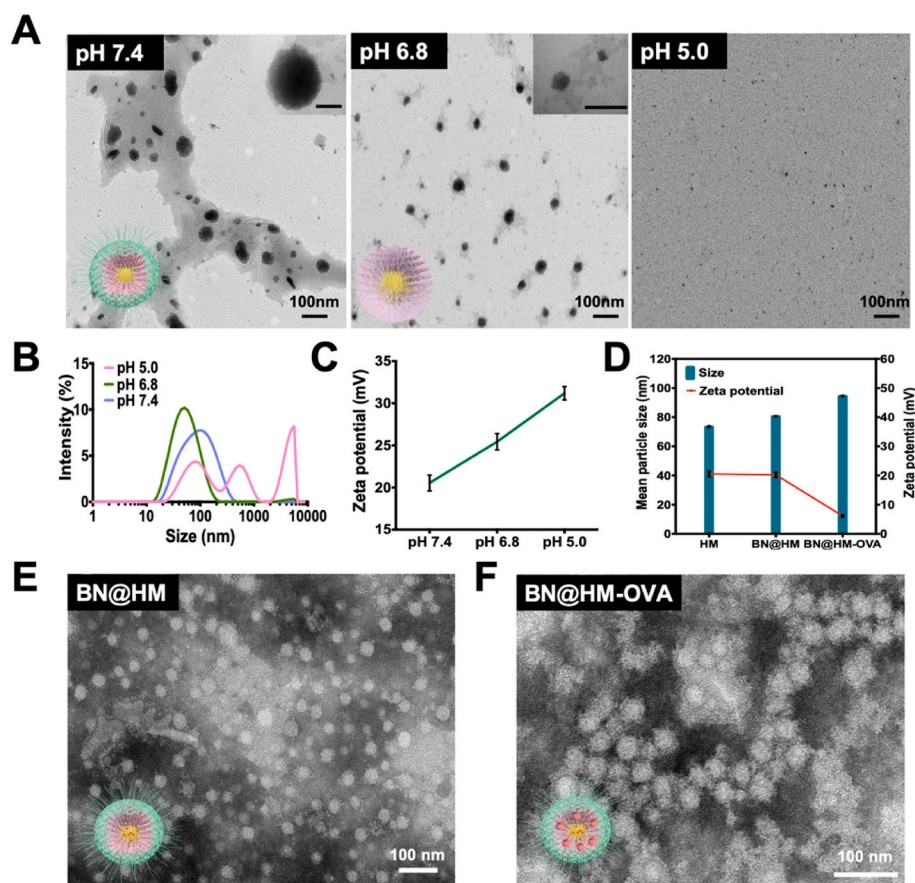 A
pH 7.4
pH 6.8
pH 5.0
100nm
100nm
100nm
B
Intensity (%)
15
10
5
0
pH 5.0
pH 6.8
pH 7.4
1 10 100 1000 10000
Size (nm)
C
Zeta potential (mV)
35
30
25
20
15
pH 7.4 pH 6.8 pH 5.0
D
Mean particle size (nm)
120
100
80
60
40
20
0
Size
Zeta potential
60
50
40
30
20
10
0
Zeta potential (mV)
HM BN@HM BN@HM-OVA
E
BN@HM
100 nm
F
BN@HM-OVA
100 nm